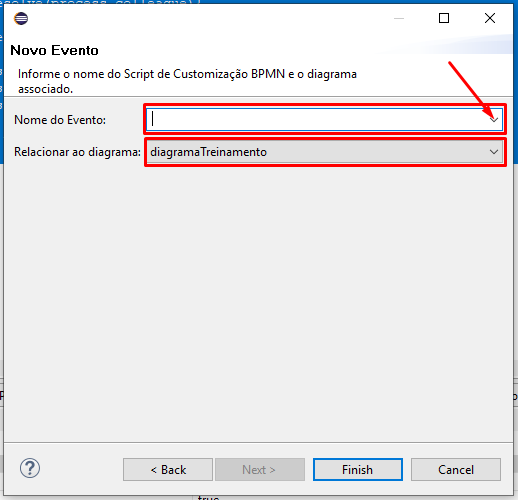 Novo Evento
Informe o nome do Script de Customização BPMN e o diagrama
associado.
Nome do Evento:
Relacionar ao diagrama: diagramaTreinamento
?
< Back Next > Finish Cancel
true